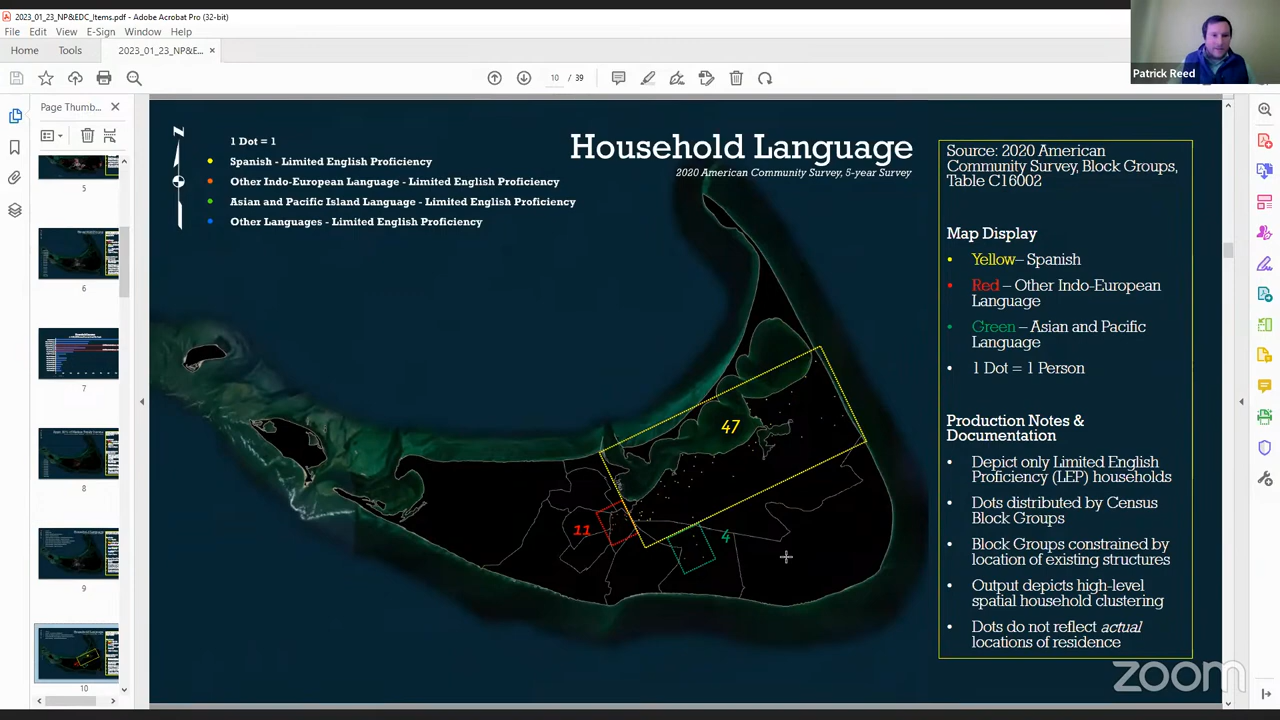 2023_01_23_NP&EDC_Items.pdf - Adobe Acrobat Pro (32-bit)
File Edit View E-Sign Window Help
Home Tools 2023_01_23_NP&E... ×
10 / 39
Page Thumb...
5
6
7
8
9
10
N
1 Dot = 1
Spanish - Limited English Proficiency
Other Indo-European Language - Limited English Proficiency
Asian and Pacific Island Language - Limited English Proficiency
Other Languages - Limited English Proficiency
Household Language
2020 American Community Survey, 5-year Survey
47
11
4
Source: 2020 American
Community Survey, Block Groups,
Table C16002
Map Display
• Yellow– Spanish
• Red – Other Indo-European
Language
• Green – Asian and Pacific
Language
• 1 Dot = 1 Person
Production Notes &
Documentation
• Depict only Limited English
Proficiency (LEP) households
• Dots distributed by Census
Block Groups
• Block Groups constrained by
location of existing structures
• Output depicts high-level
spatial household clustering
• Dots do not reflect actual
locations of residence
Patrick Reed
zoom